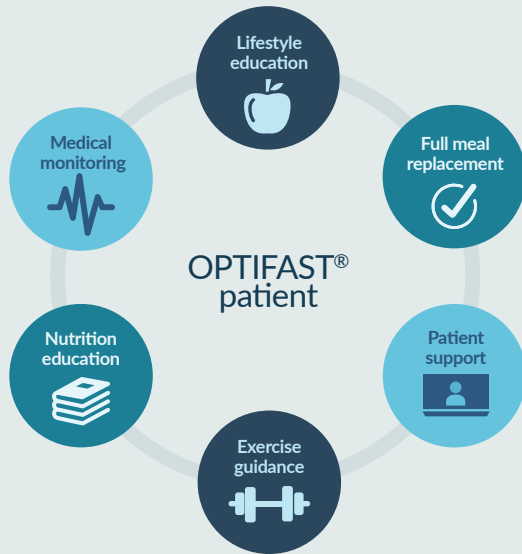 Lifestyle
education
Full meal
replacement
Patient
support
Exercise
guidance
Nutrition
education
Medical
monitoring
OPTIFAST®
patient